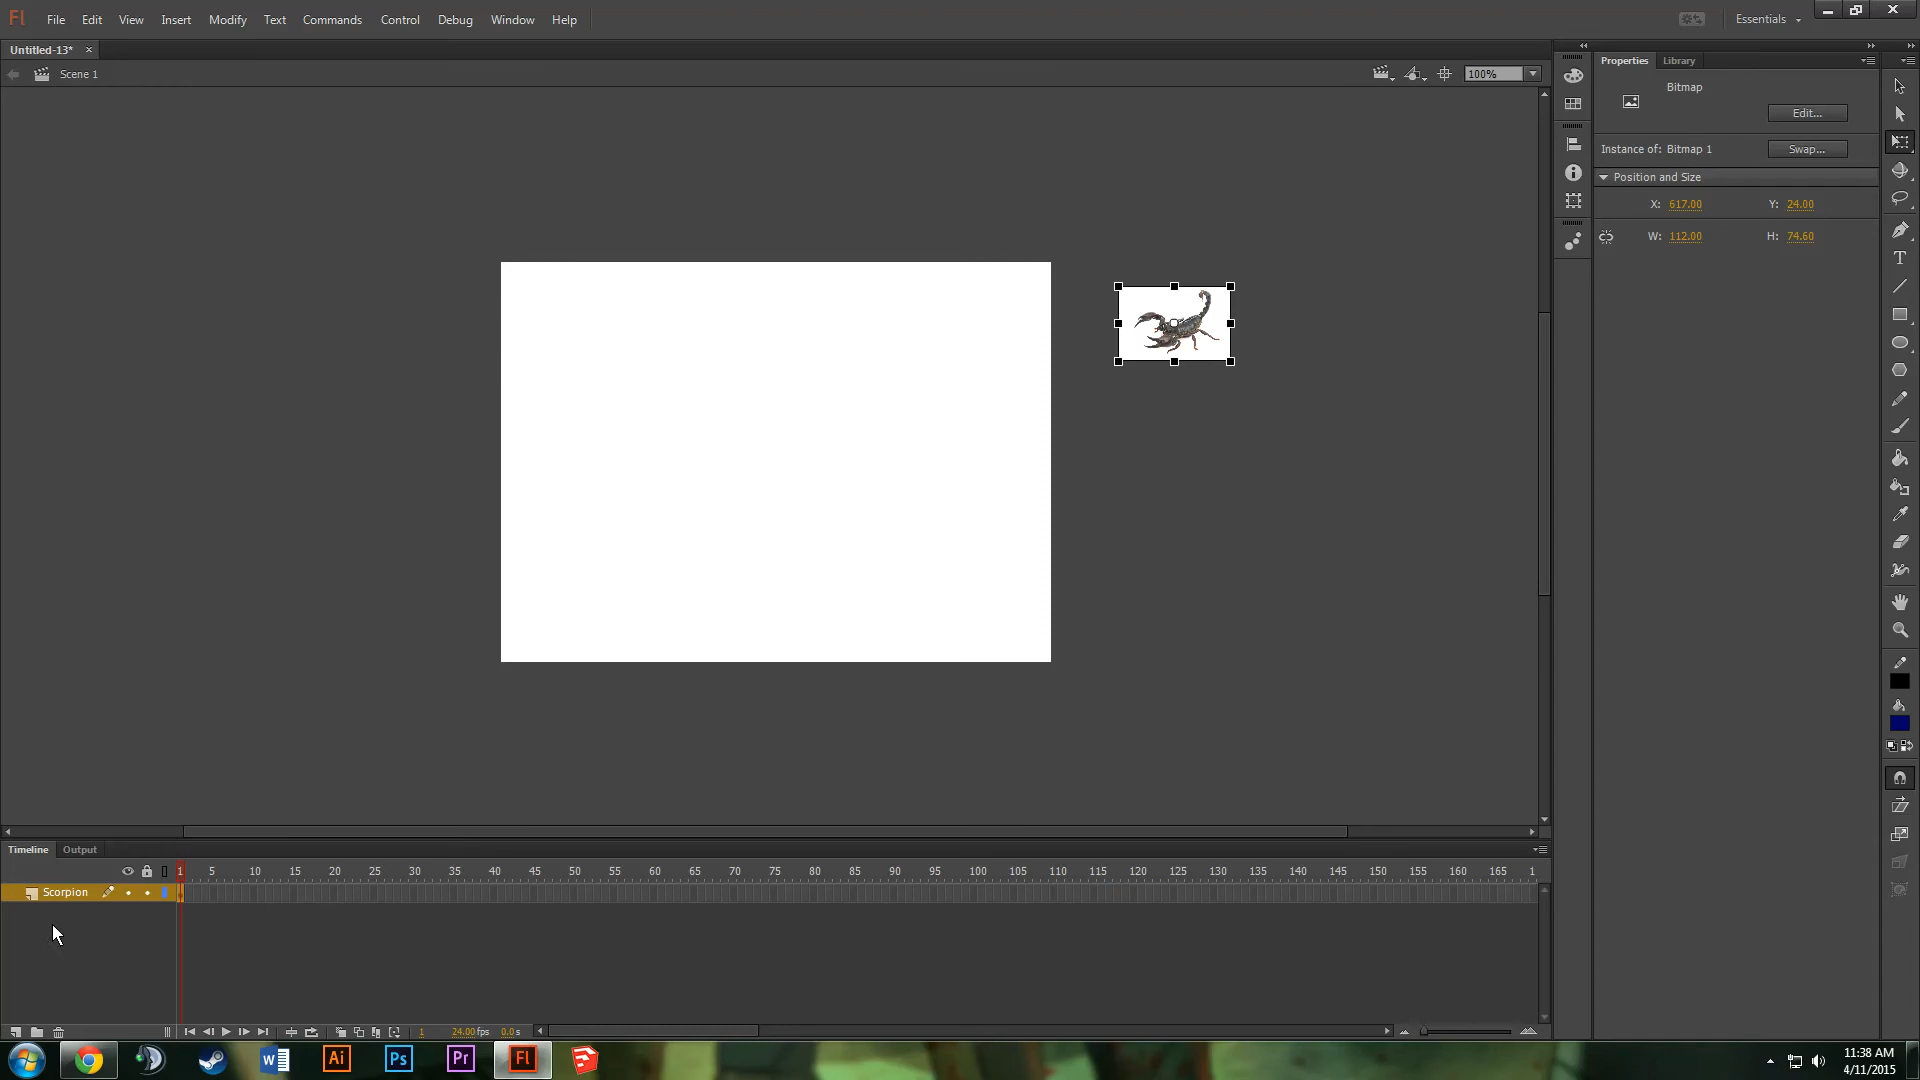 Fl File Edit View Insert Modify Text Commands Control Debug Window Help Essentials
Untitled-13* ×
Scene 1 100%
Properties Library
Bitmap
Edit...
Instance of: Bitmap 1 Swap...
Position and Size
X: 617.00 Y: 24.00
W: 112.00 H: 74.60
T
Timeline Output
1 5 10 15 20 25 30 35 40 45 50 55 60 65 70 75 80 85 90 95 100 105 110 115 120 125 130 135 140 145 150 155 160 165 1
Scorpion
1 24.00 fps 0.0 s
W Ai Ps Pr Fl
11:38 AM
4/11/2015